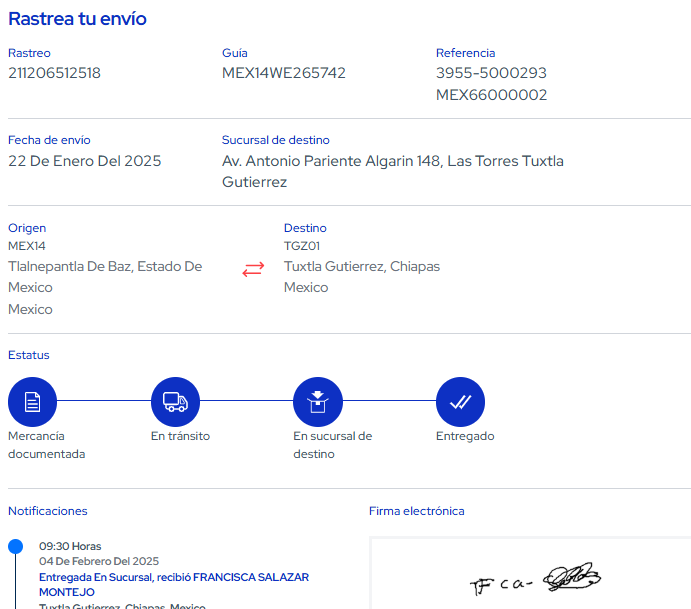 Rastrea tu envío
Rastreo
211206512518
Guía
MEX14WE265742
Referencia
3955-5000293
MEX66000002
Fecha de envío
22 De Enero Del 2025
Sucursal de destino
Av. Antonio Pariente Algarin 148, Las Torres Tuxtla
Gutierrez
Origen
MEX14
Tlalnepantla De Baz, Estado De
Mexico
Mexico
Destino
TGZ01
Tuxtla Gutierrez, Chiapas
Mexico
Estatus
Mercancía
documentada
En tránsito
En sucursal de
destino
Entregado
Notificaciones
09:30 Horas
04 De Febrero Del 2025
Entregada En Sucursal, recibió FRANCISCA SALAZAR
MONTEJO
Tuxtla Gutierrez, Chiapas, Mexico
Firma electrónica